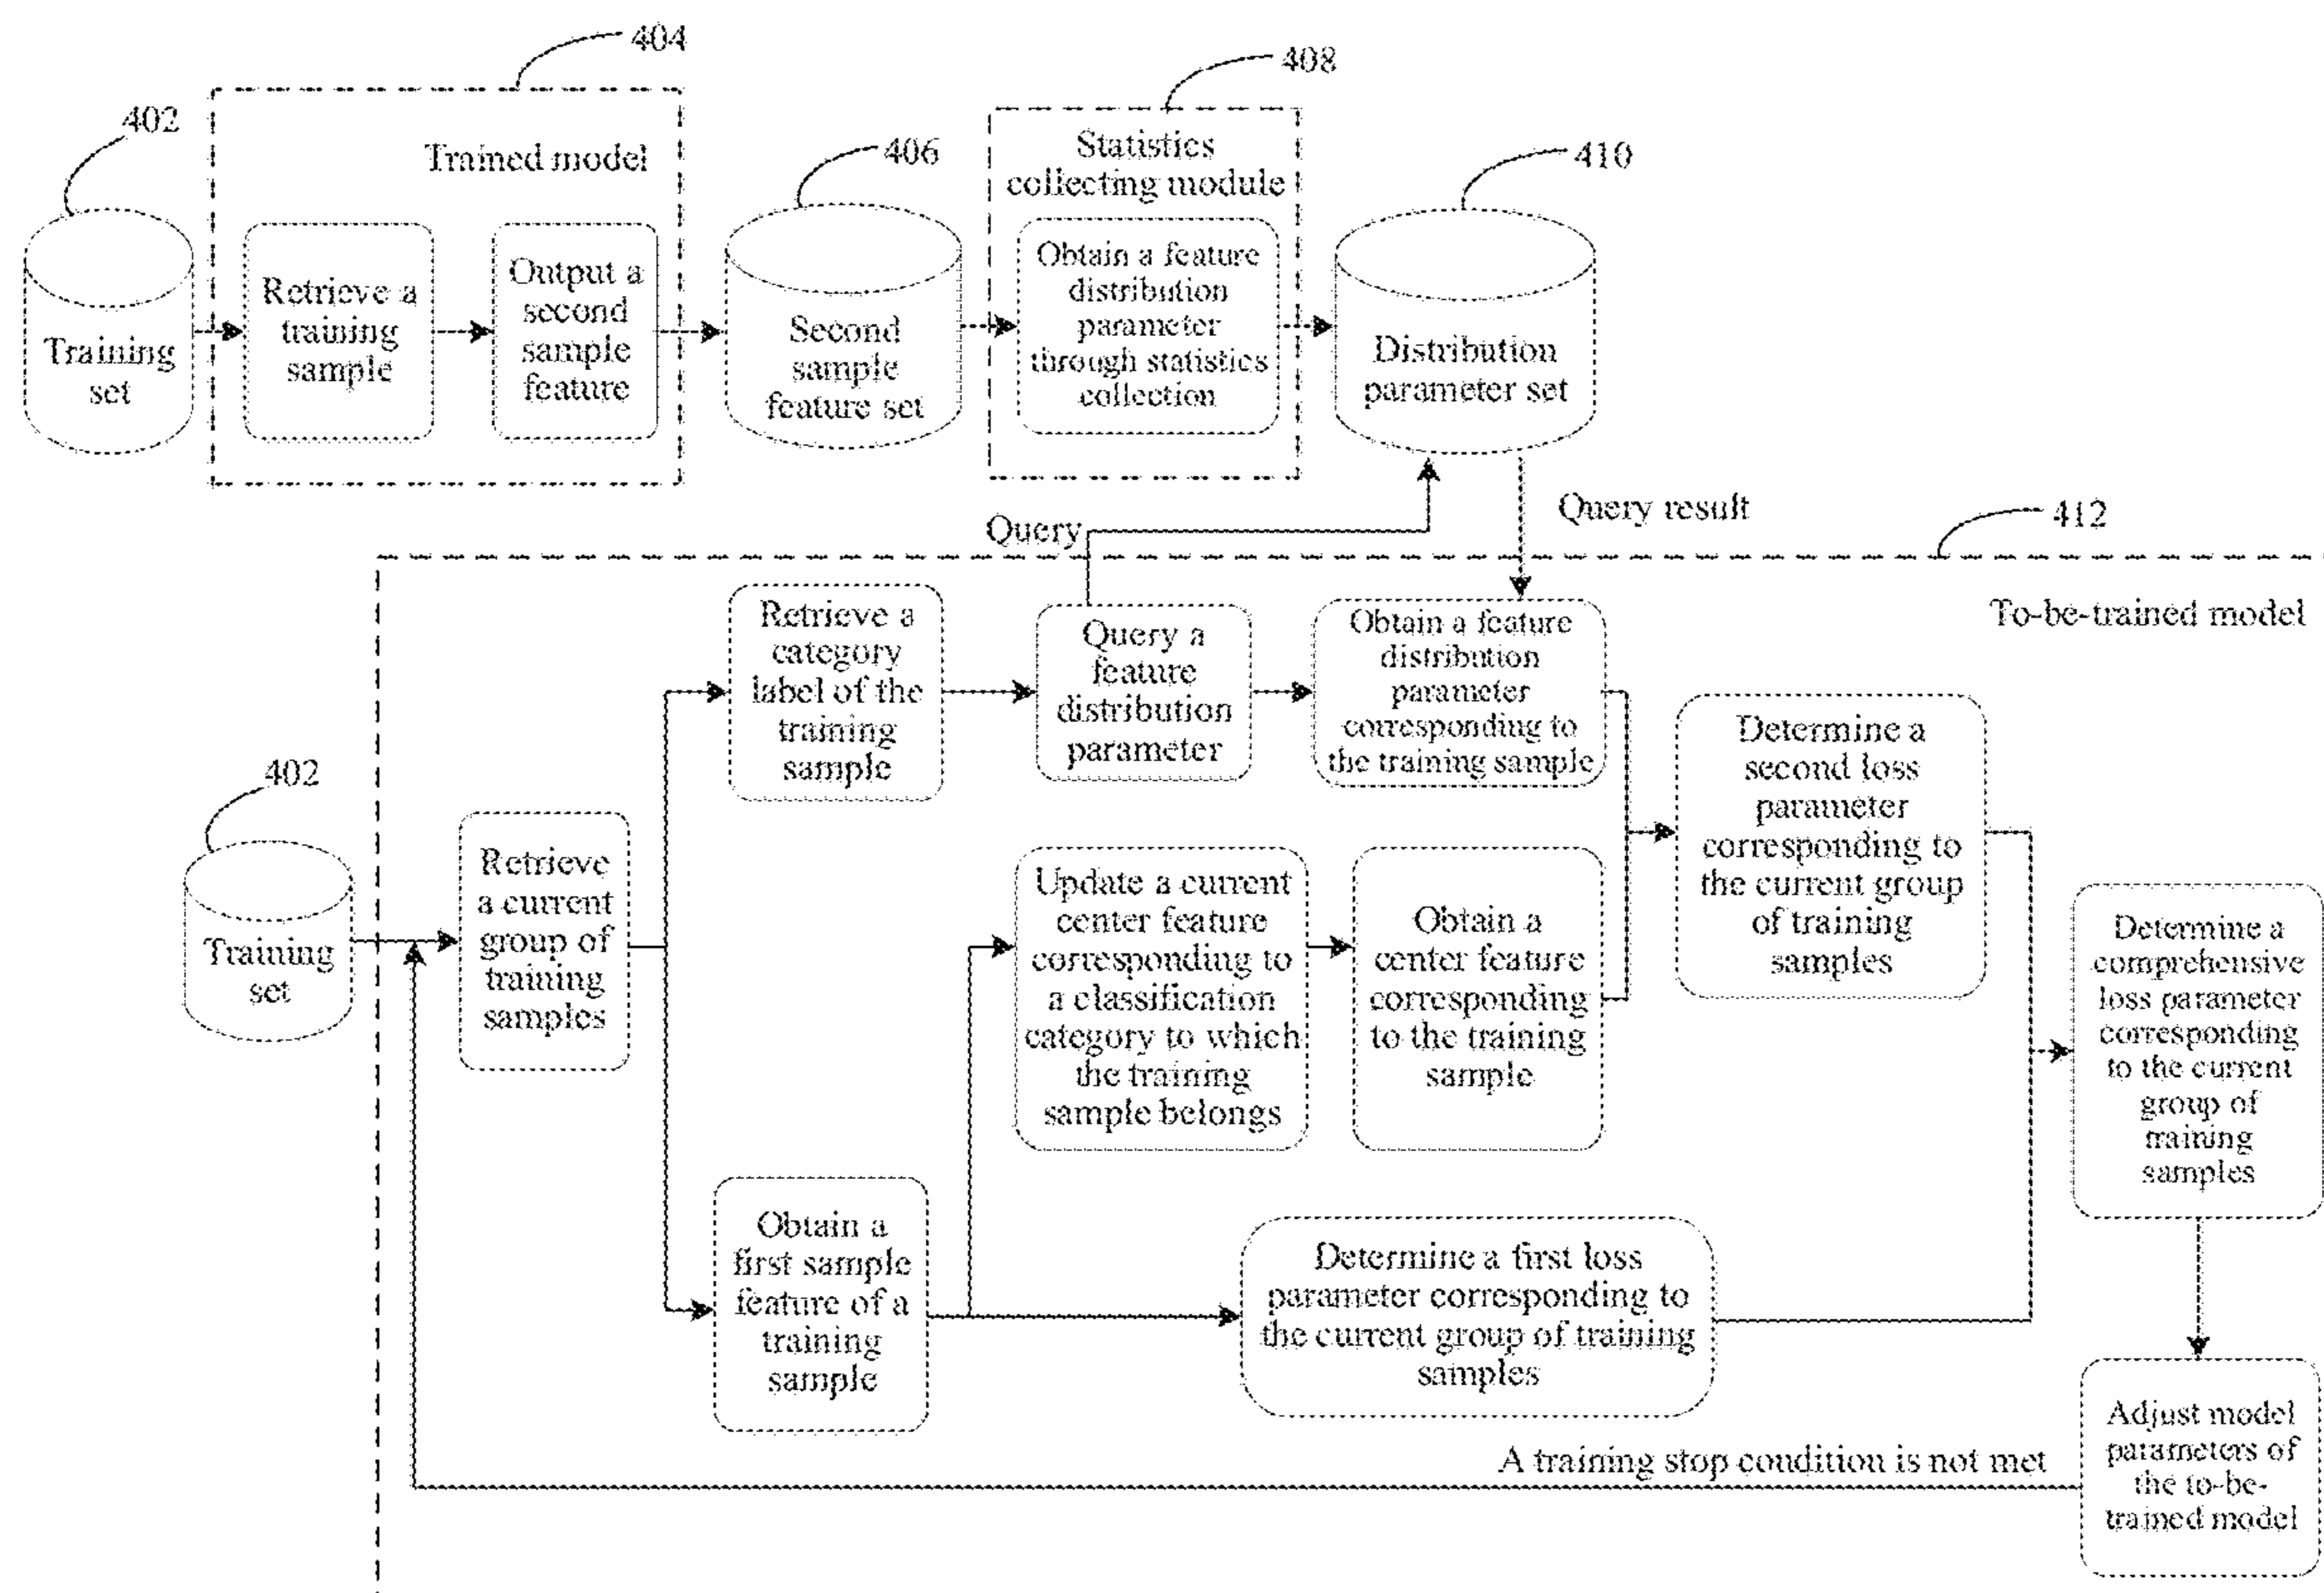 404
408
402
Trained model
406
Statistics
collecting module
410
Training
set
Retrieve a
training
sample
Output a
second
sample
feature
Second
sample
feature set
Obtain a feature
distribution
parameter
through statistics
collection
Distribution
parameter set
Query
Query result
412
To-be-trained model
402
Training
set
Retrieve
a current
group of
training
samples
Retrieve a
category
label of the
training
sample
Query a
feature
distribution
parameter
Obtain a feature
distribution
parameter
corresponding to
the training sample
Update a current
center feature
corresponding to
a classification
category to which
the training
sample belongs
Obtain a
center feature
corresponding
to the training
sample
Determine a
second loss
parameter
corresponding to
the current group
of training
samples
Obtain a
first sample
feature of a
training
sample
Determine a first loss
parameter corresponding to
the current group of training
samples
Determine a
comprehensive
loss parameter
corresponding
to the current
group of
training
samples
Adjust model
parameters of
the to-be-
trained model
A training stop condition is not met